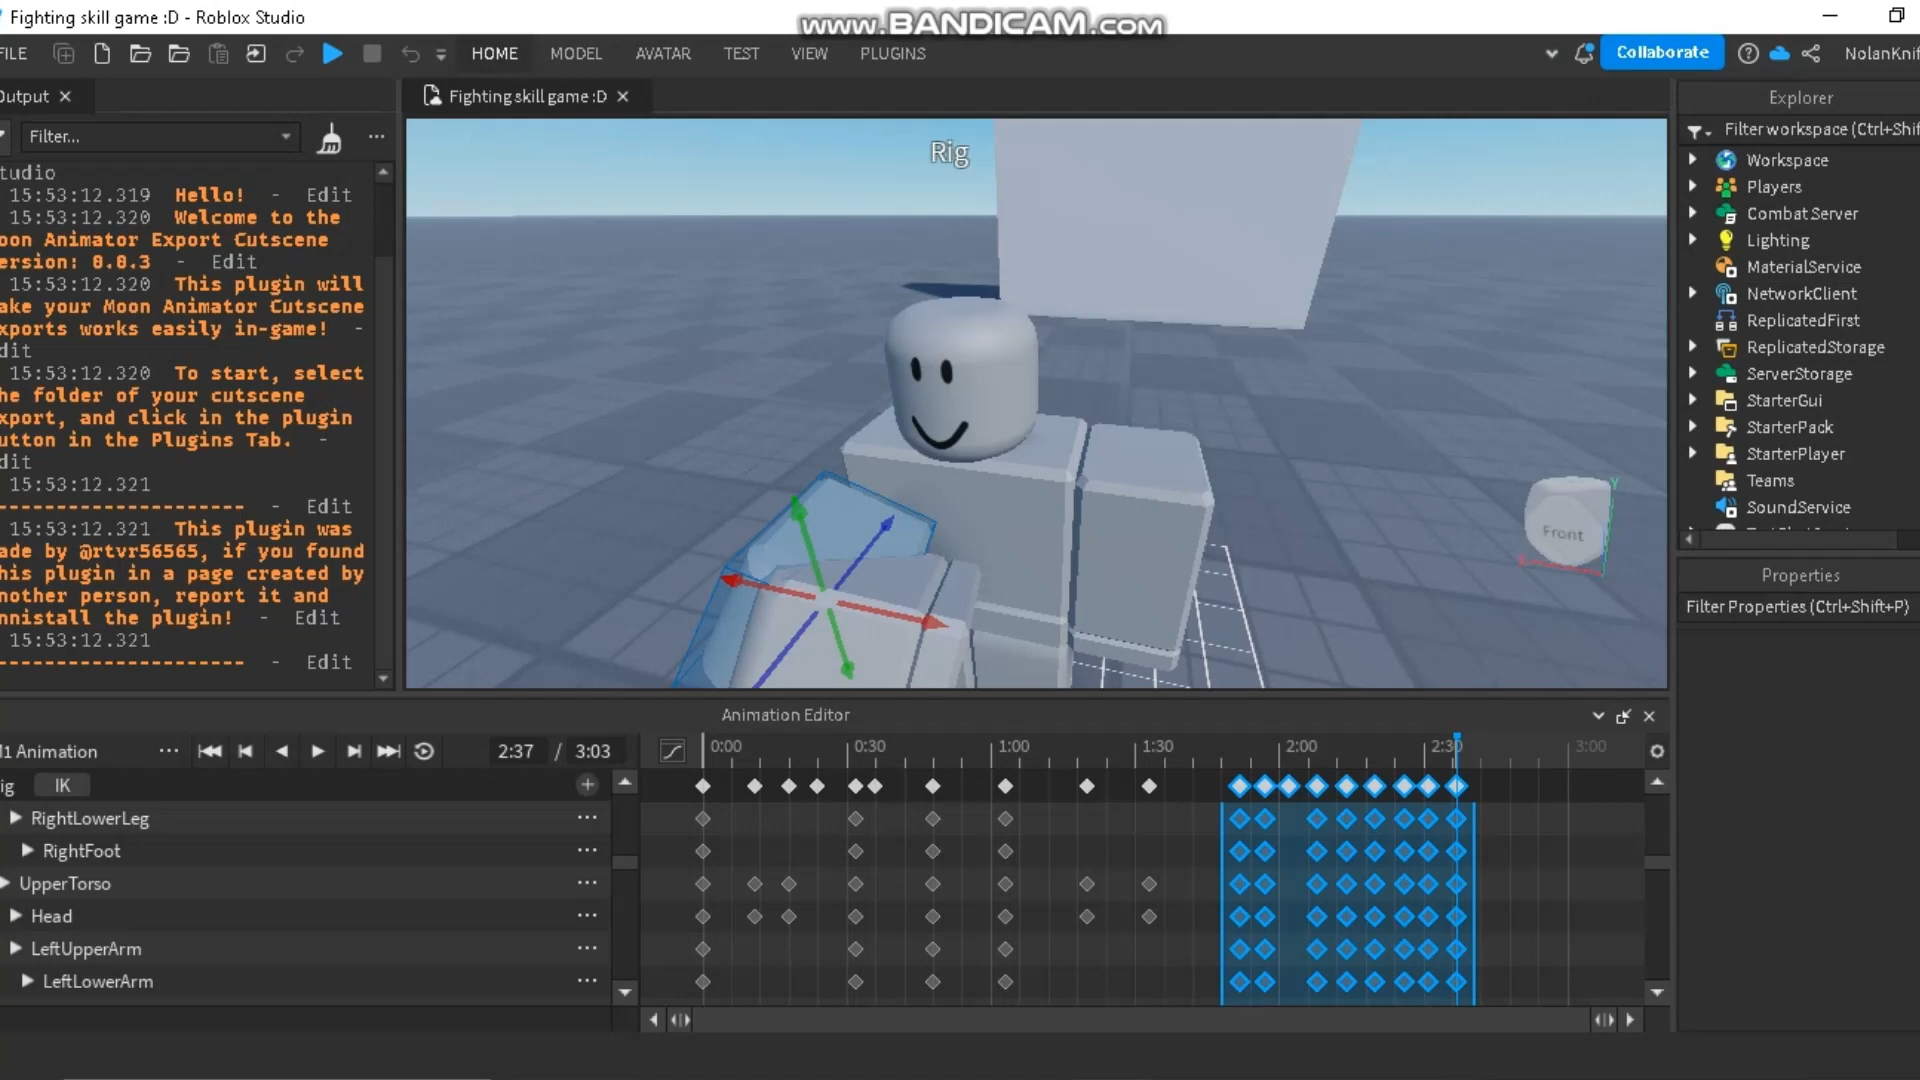 Fighting skill game :D - Roblox Studio
www.BANDICAM.com
FILE
HOME
MODEL
AVATAR
TEST
VIEW
PLUGINS
Collaborate
NolanKnif
Output
Fighting skill game :D
Explorer
Filter...
Filter workspace (Ctrl+Shif
tudio
15:53:12.319 Hello! - Edit
15:53:12.320 Welcome to the
oon Animator Export Cutscene
ersion: 0.0.3 - Edit
15:53:12.320 This plugin will
ake your Moon Animator Cutscene
xports works easily in-game! -
dit
15:53:12.320 To start, select
he folder of your cutscene
xport, and click in the plugin
utton in the Plugins Tab. -
dit
15:53:12.321
--------------------- - Edit
15:53:12.321 This plugin was
ade by @rtvr56565, if you found
his plugin in a page created by
nother person, report it and
nnistall the plugin! - Edit
15:53:12.321
--------------------- - Edit
Rig
Front
Y
Workspace
Players
CombatServer
Lighting
MaterialService
NetworkClient
ReplicatedFirst
ReplicatedStorage
ServerStorage
StarterGui
StarterPack
StarterPlayer
Teams
SoundService
Properties
Filter Properties (Ctrl+Shift+P)
Animation Editor
1 Animation
2:37 / 3:03
0:00
0:30
1:00
1:30
2:00
2:30
3:00
ig
IK
RightLowerLeg
RightFoot
UpperTorso
Head
LeftUpperArm
LeftLowerArm